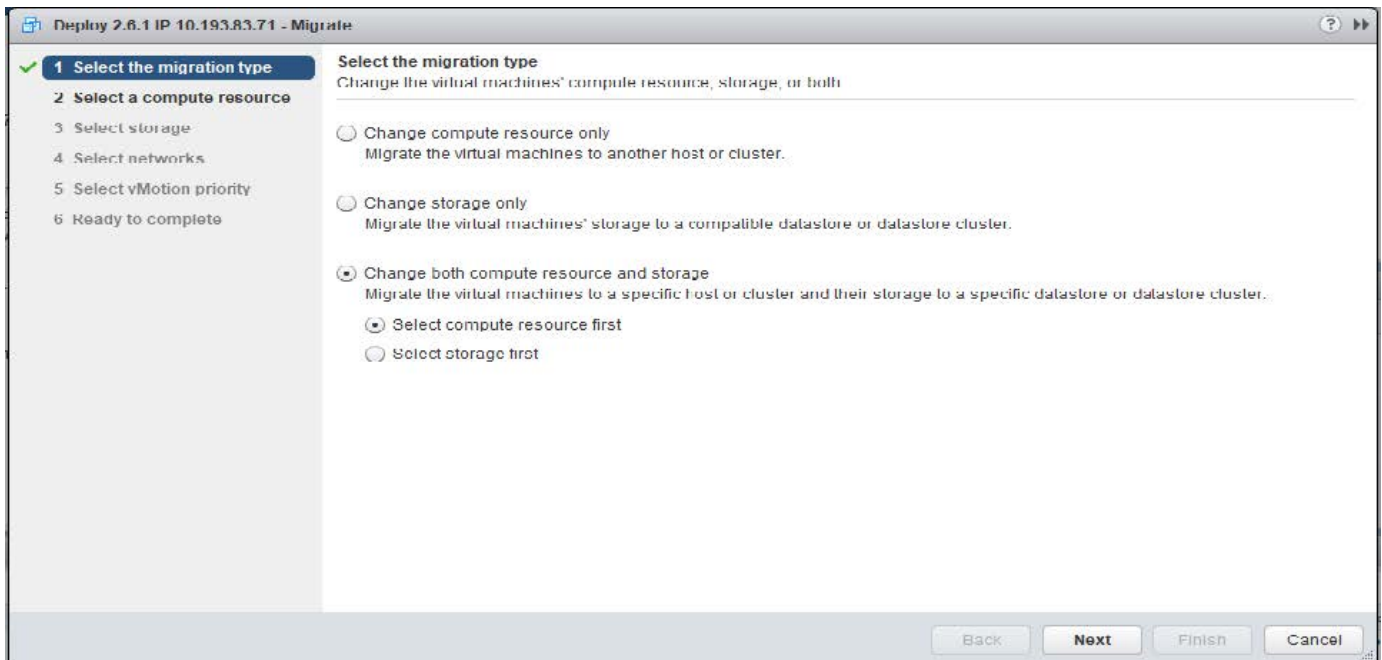 Deploy 2.6.1 IP 10.193.83.71 - Migrate
1 Select the migration type
2 Select a compute resource
3 Select storage
4 Select networks
5 Select vMotion priority
6 Ready to complete
Select the migration type
Change the virtual machines' compute resource, storage, or both
Change compute resource only
Migrate the virtual machines to another host or cluster.
Change storage only
Migrate the virtual machines' storage to a compatible datastore or datastore cluster.
Change both compute resource and storage
Migrate the virtual machines to a specific host or cluster and their storage to a specific datastore or datastore cluster.
Select compute resource first
Select storage first
Back Next Finish Cancel